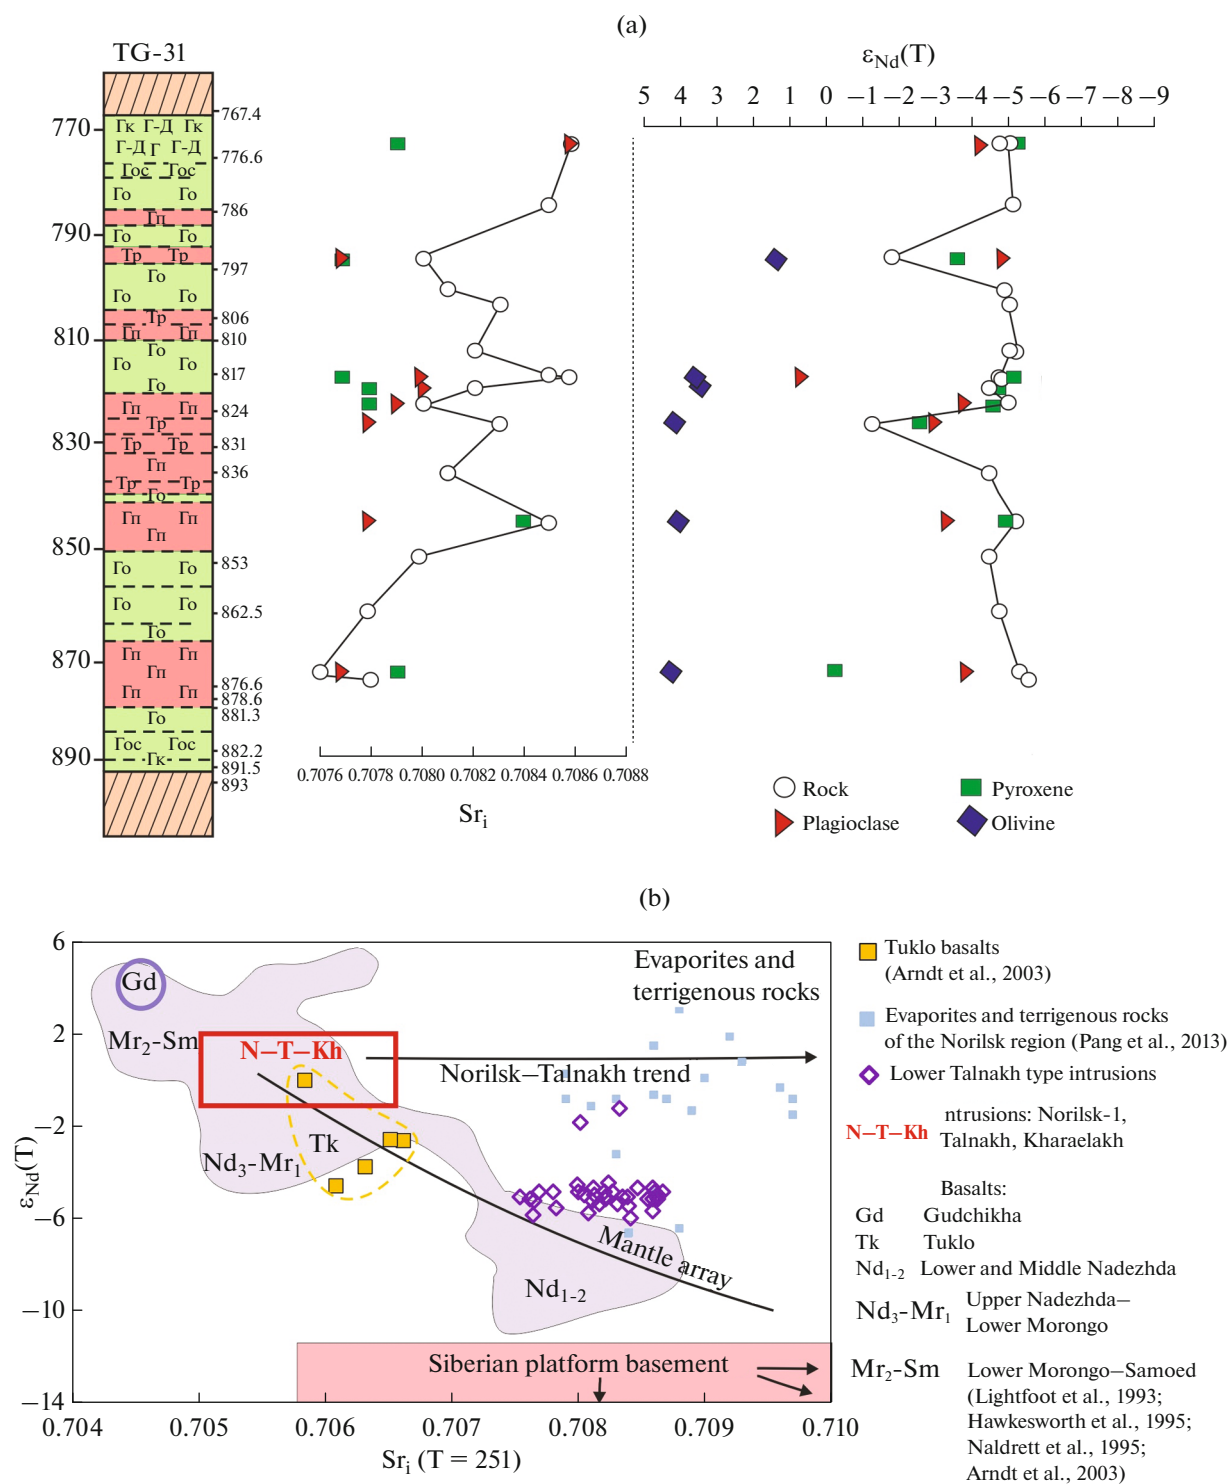 (a)
TG-31
ε_Nd(T)
5 4 3 2 1 0 −1 −2 −3 −4 −5 −6 −7 −8 −9
767.4
Гк Г-Д Гк
770
Г-Д Г Г-Д
776.6
Гос Гос
Го Го
786
Гп
790
Го Го
Тр Тр
797
Го
Го Го
806
Тр
810
Гп Гп
810
Го
Го Го
817
Го
824
Гп Гп
Тр
830
Тр Тр
831
Гп
836
Тр Тр
Го
Гп Гп
Гп
850
853
Го Го
Го Го
862.5
Го
870
Гп Гп
Гп
876.6
Гп Гп
878.6
881.3
Го
Гос Гос
882.2
890
Гк
891.5
893
0.7076 0.7078 0.7080 0.7082 0.7084 0.7086 0.7088
Sr_i
Rock
Pyroxene
Plagioclase
Olivine
(b)
6
2
−2
−6
−10
−14
ε_Nd(T)
Gd
Mr₂-Sm
N–T–Kh
Evaporites and
terrigenous rocks
Norilsk–Talnakh trend
Tk
Nd₃-Mr₁
Mantle array
Nd₁₋₂
Siberian platform basement
0.704 0.705 0.706 0.707 0.708 0.709 0.710
Sr_i (T = 251)
Tuklo basalts
(Arndt et al., 2003)
Evaporites and terrigenous rocks
of the Norilsk region (Pang et al., 2013)
Lower Talnakh type intrusions
N–T–Kh ntrusions: Norilsk-1,
Talnakh, Kharaelakh
Basalts:
Gd Gudchikha
Tk Tuklo
Nd₁₋₂ Lower and Middle Nadezhda
Nd₃-Mr₁ Upper Nadezhda–
Lower Morongo
Mr₂-Sm Lower Morongo–Samoed
(Lightfoot et al., 1993;
Hawkesworth et al., 1995;
Naldrett et al., 1995;
Arndt et al., 2003)